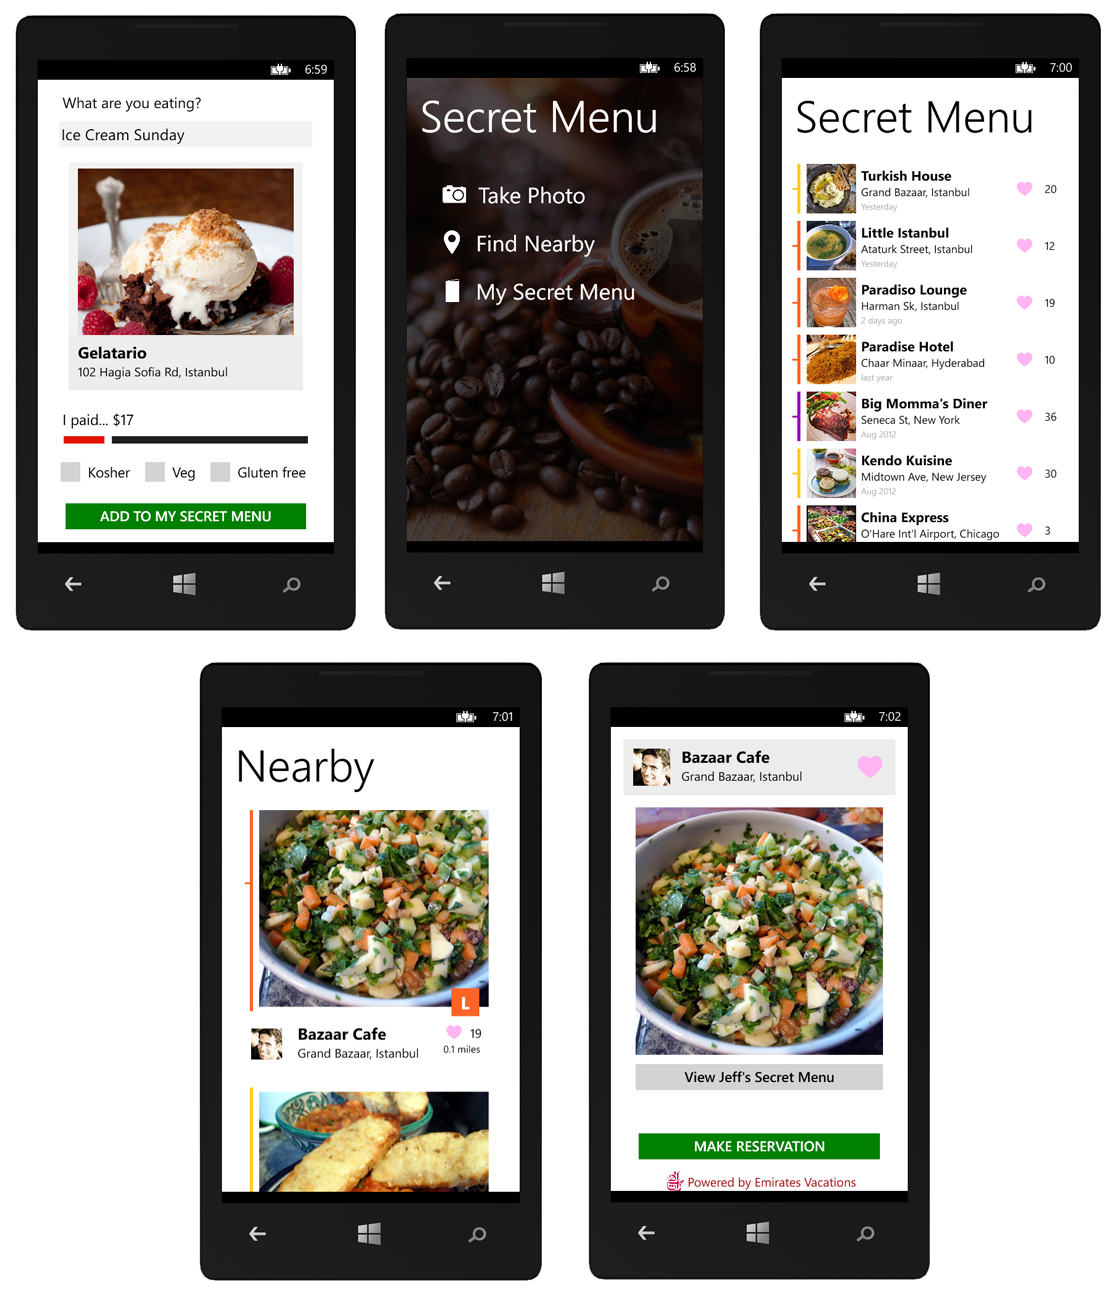 6:59
What are you eating?
Ice Cream Sunday
Gelatario
102 Hagia Sofia Rd, Istanbul
I paid... $17
Kosher Veg Gluten free
ADD TO MY SECRET MENU
6:58
Secret Menu
Take Photo
Find Nearby
My Secret Menu
7:00
Secret Menu
Turkish House
Grand Bazaar, Istanbul 20
Yesterday
Little Istanbul
Ataturk Street, Istanbul 12
Yesterday
Paradiso Lounge
Harman Sk, Istanbul 19
2 days ago
Paradise Hotel
Chaar Minaar, Hyderabad 10
last year
Big Momma's Diner
Seneca St, New York 36
Aug 2012
Kendo Kuisine
Midtown Ave, New Jersey 30
Aug 2012
China Express
O'Hare Int'l Airport, Chicago 3
7:01
Nearby
L
Bazaar Cafe 19
Grand Bazaar, Istanbul 0.1 miles
7:02
Bazaar Cafe
Grand Bazaar, Istanbul
View Jeff's Secret Menu
MAKE RESERVATION
Powered by Emirates Vacations